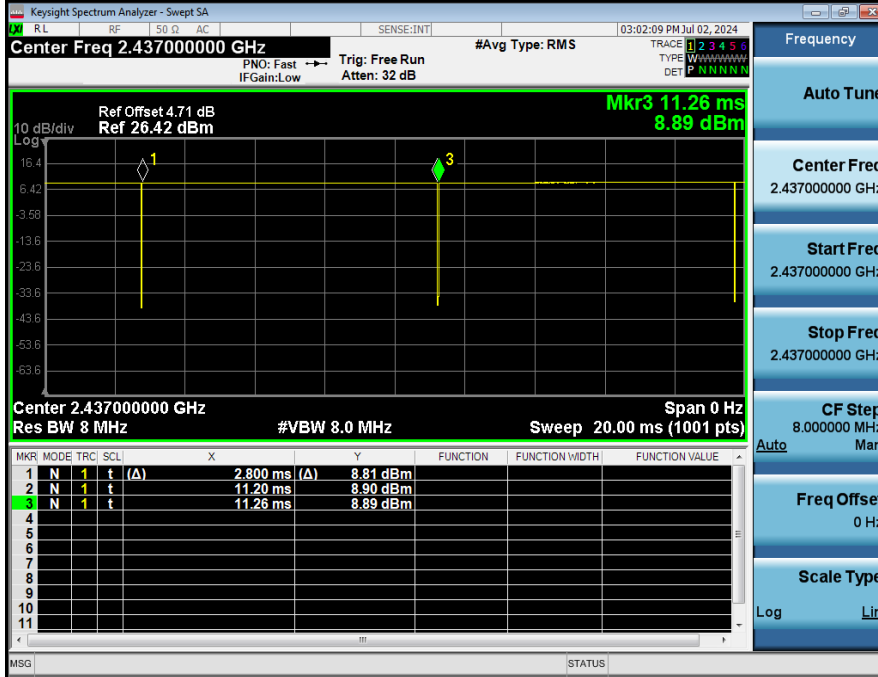 Keysight Spectrum Analyzer - Swept SA
LXI RL RF 50 Ω AC SENSE:INT 03:02:09 PM Jul 02, 2024
Center Freq 2.437000000 GHz #Avg Type: RMS TRACE 1 2 3 4 5 6
PNO: Fast Trig: Free Run TYPE WWWWWW
IFGain:Low Atten: 32 dB DET P N N N N N
Mkr3 11.26 ms
Ref Offset 4.71 dB
10 dB/div Ref 26.42 dBm 8.89 dBm
Log
1 3
16.4
6.42
-3.58
-13.6
-23.6
-33.6
-43.6
-53.6
-63.6
Center 2.437000000 GHz Span 0 Hz
Res BW 8 MHz #VBW 8.0 MHz Sweep 20.00 ms (1001 pts)
MKR MODE TRC SCL X Y FUNCTION FUNCTION WIDTH FUNCTION VALUE
1 N 1 t (Δ) 2.800 ms (Δ) 8.81 dBm
2 N 1 t 11.20 ms 8.90 dBm
3 N 1 t 11.26 ms 8.89 dBm
4
5
6
7
8
9
10
11
MSG STATUS
Frequency
Auto Tune
Center Freq
2.437000000 GHz
Start Freq
2.437000000 GHz
Stop Freq
2.437000000 GHz
CF Step
8.000000 MHz
Auto Man
Freq Offset
0 Hz
Scale Type
Log Lin